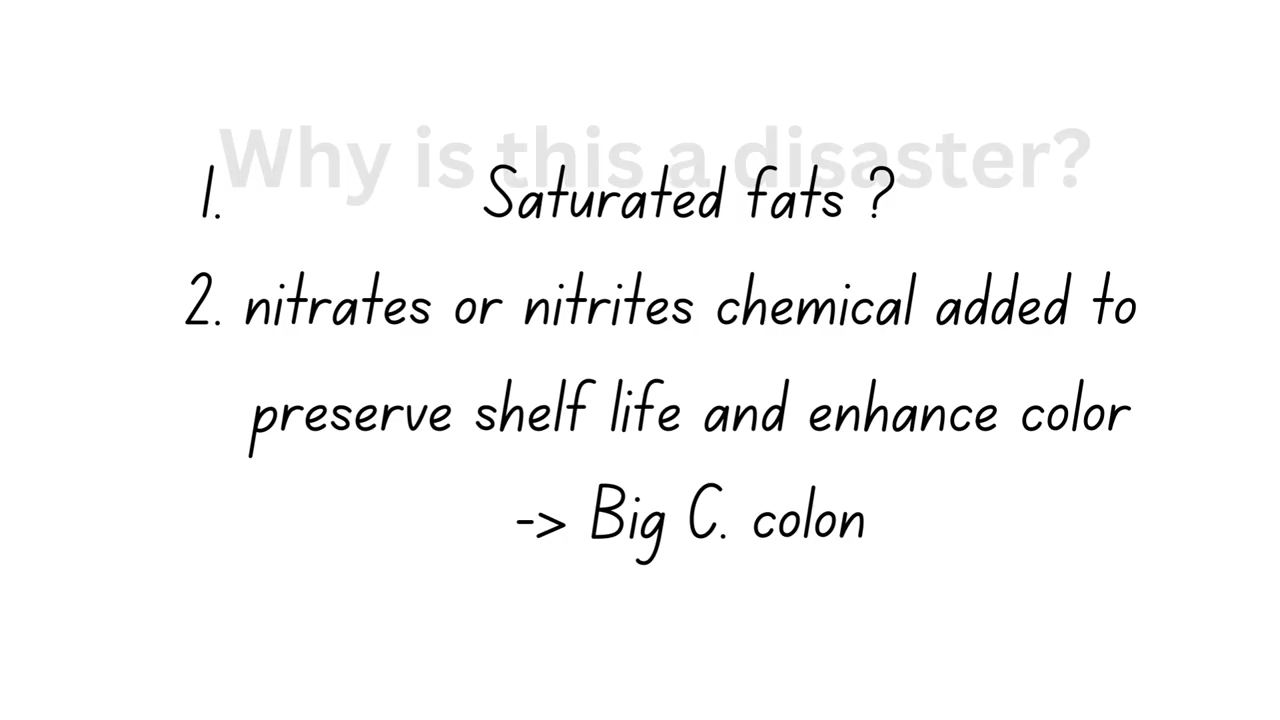 Why is this a disaster?
1. Saturated fats ?
2. nitrates or nitrites chemical added to
preserve shelf life and enhance color
-> Big C. colon